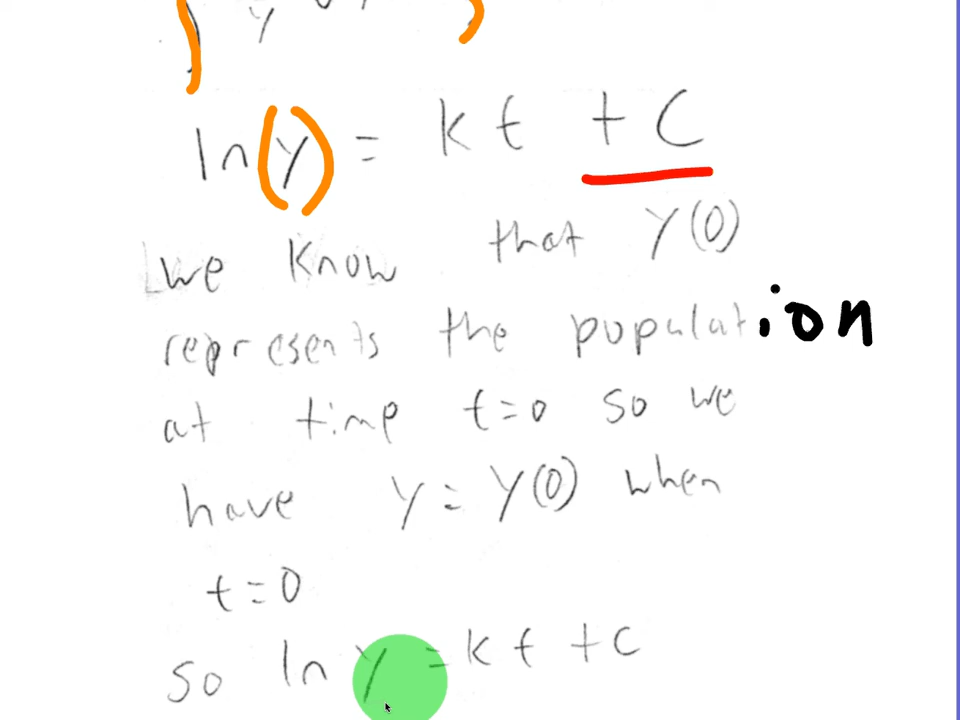 y
ln(y) = kt + C
we know that y(0)
represents the population
at time t=0 so we
have y = y(0) when
t=0
so ln y = kt + C